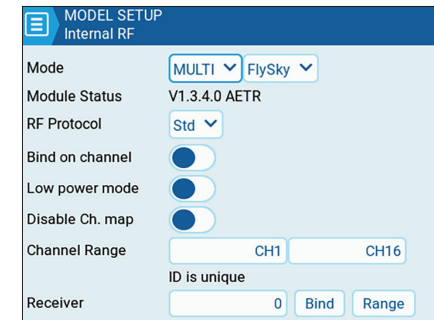 MODEL SETUP
Internal RF
Mode MULTI FlySky
Module Status V1.3.4.0 AETR
RF Protocol Std
Bind on channel
Low power mode
Disable Ch. map
Channel Range CH1 CH16
ID is unique
Receiver 0 Bind Range